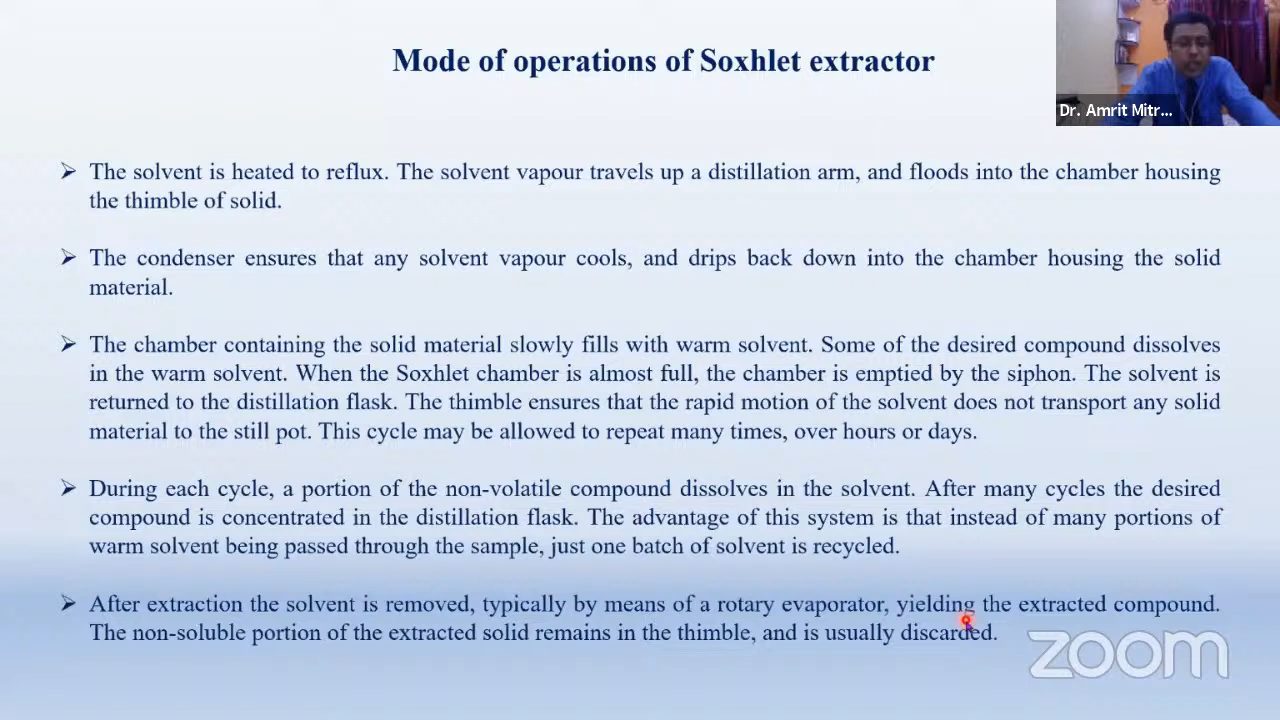 Mode of operations of Soxhlet extractor
Dr. Amrit Mitr...
➢ The solvent is heated to reflux. The solvent vapour travels up a distillation arm, and floods into the chamber housing
the thimble of solid.
➢ The condenser ensures that any solvent vapour cools, and drips back down into the chamber housing the solid
material.
➢ The chamber containing the solid material slowly fills with warm solvent. Some of the desired compound dissolves
in the warm solvent. When the Soxhlet chamber is almost full, the chamber is emptied by the siphon. The solvent is
returned to the distillation flask. The thimble ensures that the rapid motion of the solvent does not transport any solid
material to the still pot. This cycle may be allowed to repeat many times, over hours or days.
➢ During each cycle, a portion of the non-volatile compound dissolves in the solvent. After many cycles the desired
compound is concentrated in the distillation flask. The advantage of this system is that instead of many portions of
warm solvent being passed through the sample, just one batch of solvent is recycled.
➢ After extraction the solvent is removed, typically by means of a rotary evaporator, yielding the extracted compound.
The non-soluble portion of the extracted solid remains in the thimble, and is usually discarded.
zoom